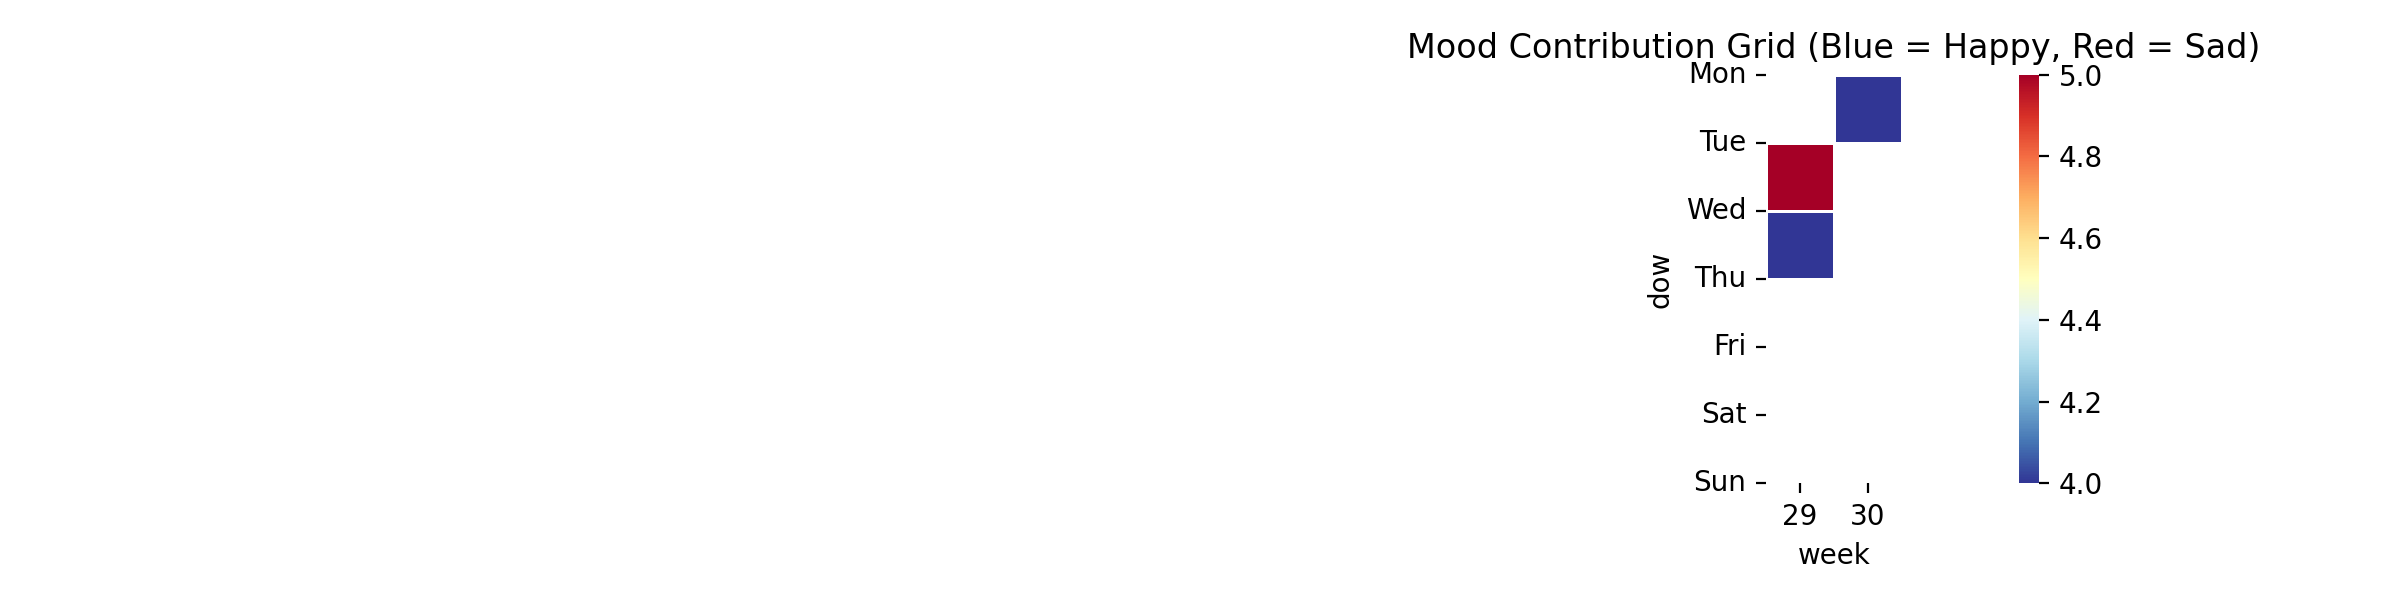 Mood Contribution Grid (Blue = Happy, Red = Sad)
Mon
Tue
Wed
Thu
Fri
Sat
Sun
dow
29 30
week
5.0
4.8
4.6
4.4
4.2
4.0